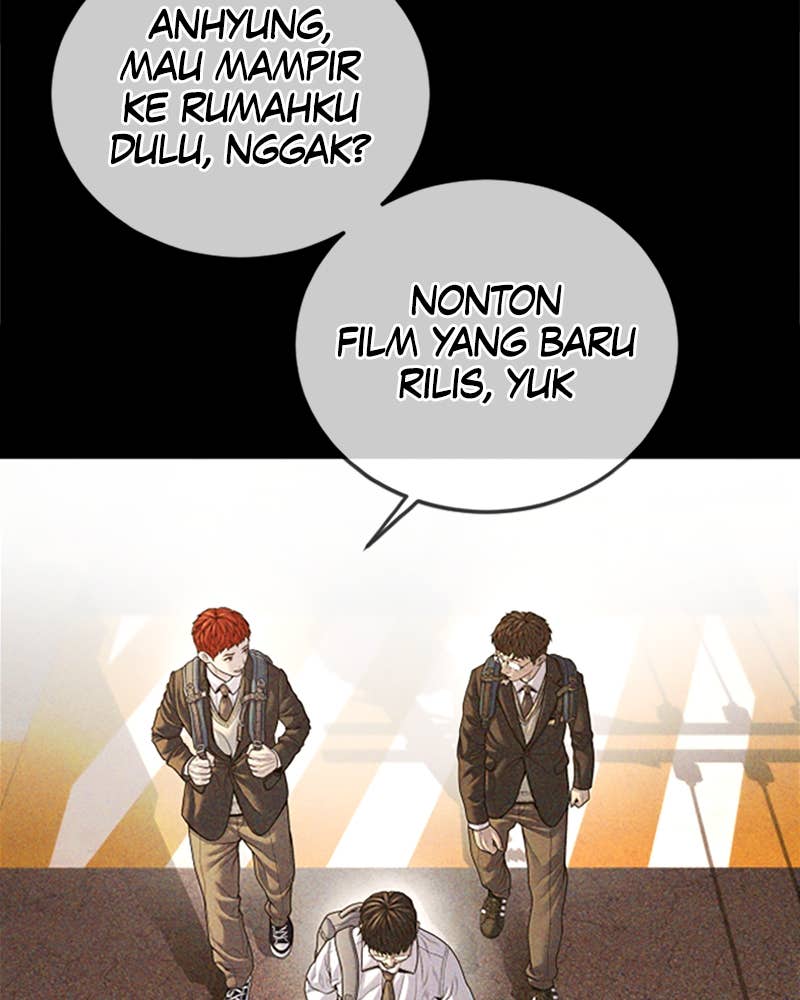 ANHYUNG,
MAU MAMPIR
KE RUMAHKU
DULU, NGGAK?
NONTON
FILM YANG BARU
RILIS, YUK